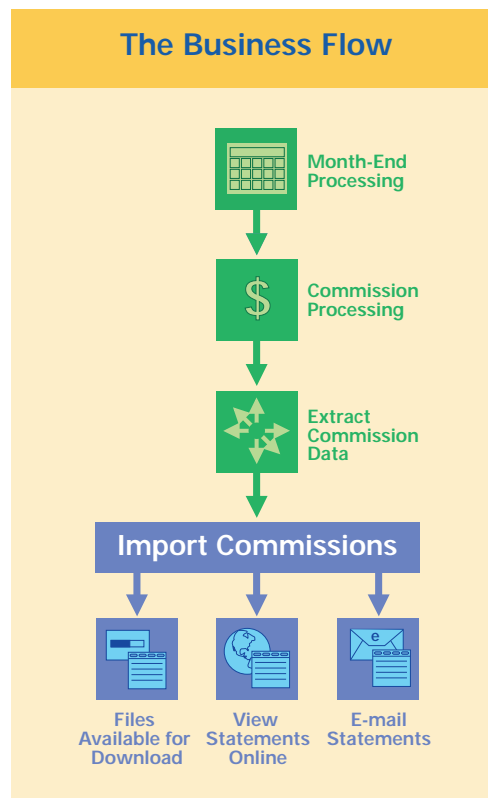 The Business Flow
Month-End
Processing
$
Commission
Processing
Extract
Commission
Data
Import Commissions
e
Files
Available for
Download
View
Statements
Online
E-mail
Statements